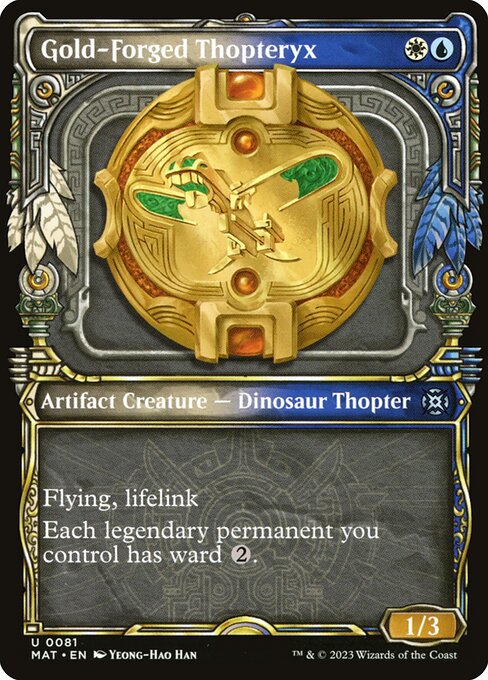 Gold-Forged Thopteryx
Artifact Creature — Dinosaur Thopter
Flying, lifelink
Each legendary permanent you
control has ward 2.
1/3
U 0081
MAT • EN Yeong-Hao Han
™ & © 2023 Wizards of the Coast